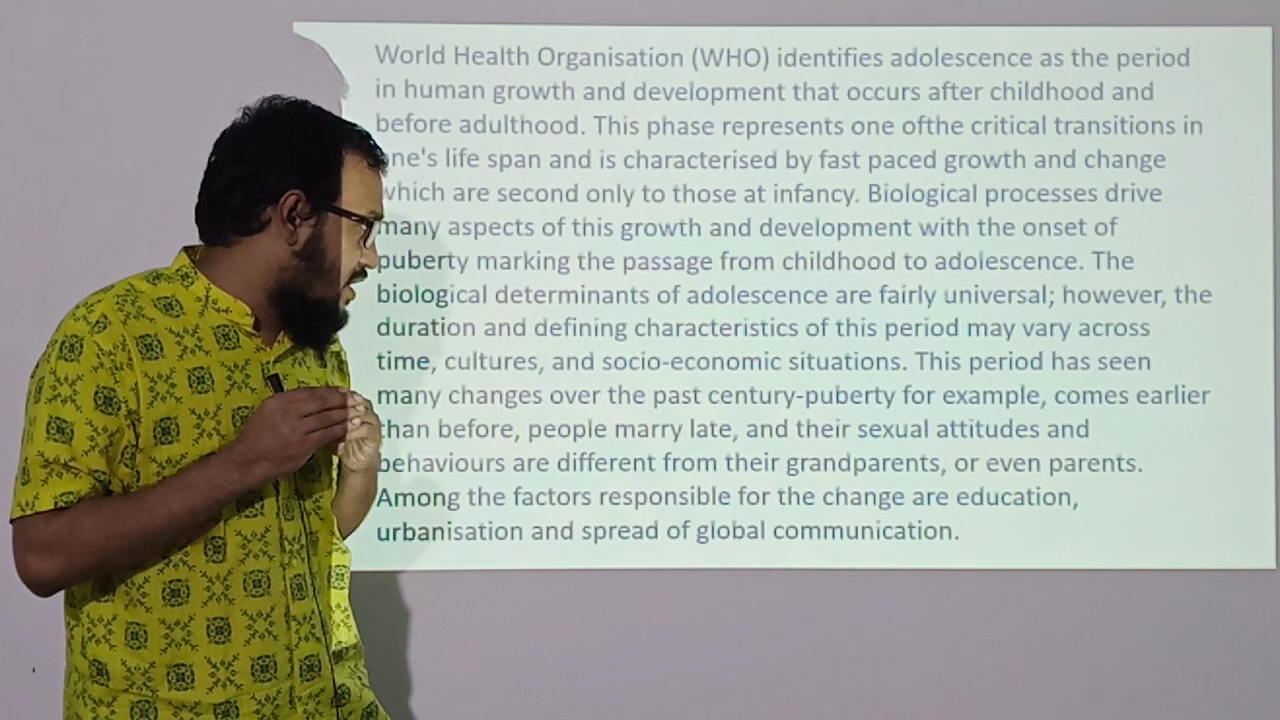 World Health Organisation (WHO) identifies adolescence as the period
in human growth and development that occurs after childhood and
before adulthood. This phase represents one ofthe critical transitions in
one's life span and is characterised by fast paced growth and change
which are second only to those at infancy. Biological processes drive
many aspects of this growth and development with the onset of
puberty marking the passage from childhood to adolescence. The
biological determinants of adolescence are fairly universal; however, the
duration and defining characteristics of this period may vary across
time, cultures, and socio-economic situations. This period has seen
many changes over the past century-puberty for example, comes earlier
than before, people marry late, and their sexual attitudes and
behaviours are different from their grandparents, or even parents.
Among the factors responsible for the change are education,
urbanisation and spread of global communication.